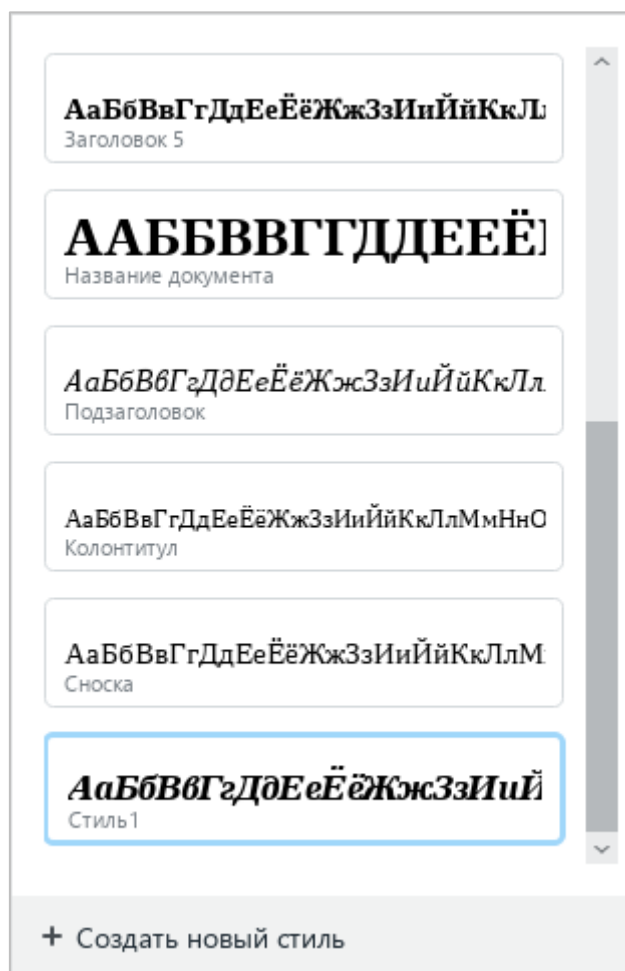 АаБбВвГгДдЕеЁёЖжЗзИиЙйКкЛл
Заголовок 5
ААББВВГГДДЕЕЁ
Название документа
АаБбВвГгДдЕеЁёЖжЗзИиЙйКкЛл
Подзаголовок
АаБбВвГгДдЕеЁёЖжЗзИиЙйКкЛлМмНнО
Колонтитул
АаБбВвГгДдЕеЁёЖжЗзИиЙйКкЛлМ
Сноска
АаБбВвГгДдЕеЁёЖжЗзИиЙ
Стиль1
+ Создать новый стиль